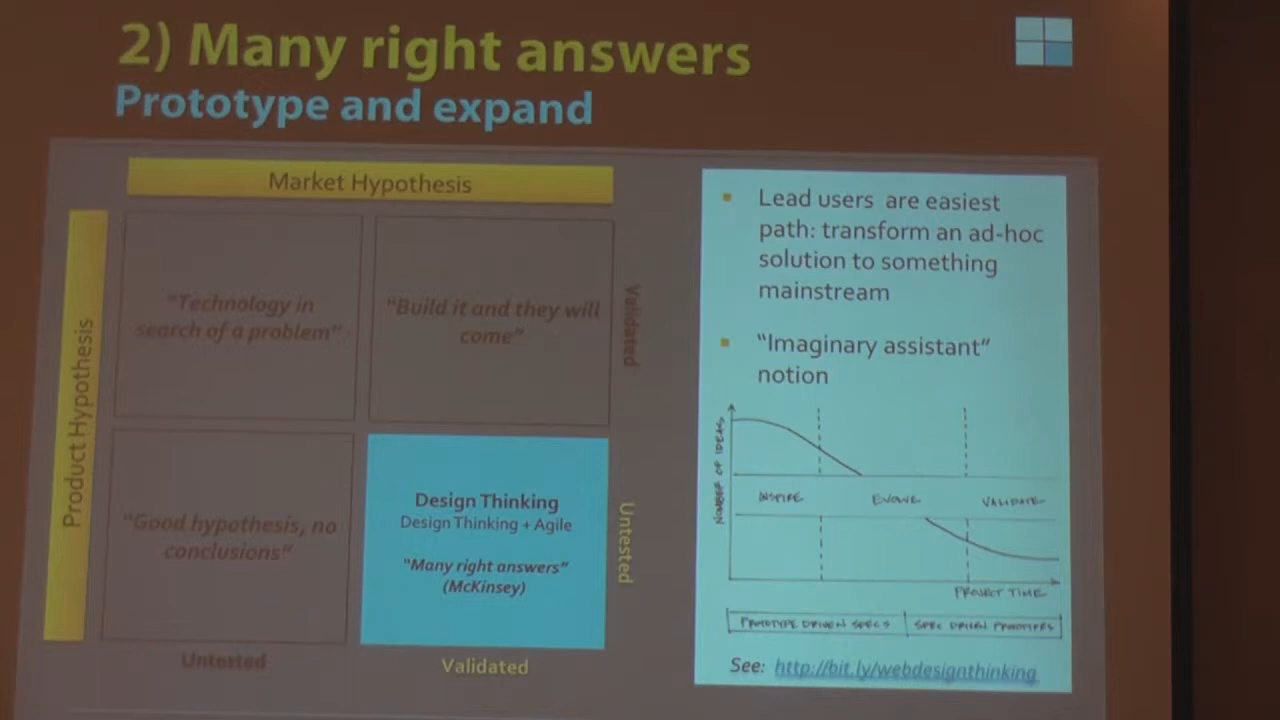 2) Many right answers
Prototype and expand
Market Hypothesis
Product Hypothesis
"Technology in
search of a problem"
"Build it and they will
come"
Validated
"Good hypothesis, no
conclusions"
Design Thinking
Design Thinking + Agile
"Many right answers"
(McKinsey)
Untested
Untested
Validated
Lead users are easiest
path: transform an ad-hoc
solution to something
mainstream
"Imaginary assistant"
notion
NUMBER OF IDEAS
INSPIRE
EVOLVE
VALIDATE
PROJECT TIME
PROTOTYPE DRIVEN SPECS
SPEC DRIVEN PROTOTYPES
See: http://bit.ly/webdesignthinking